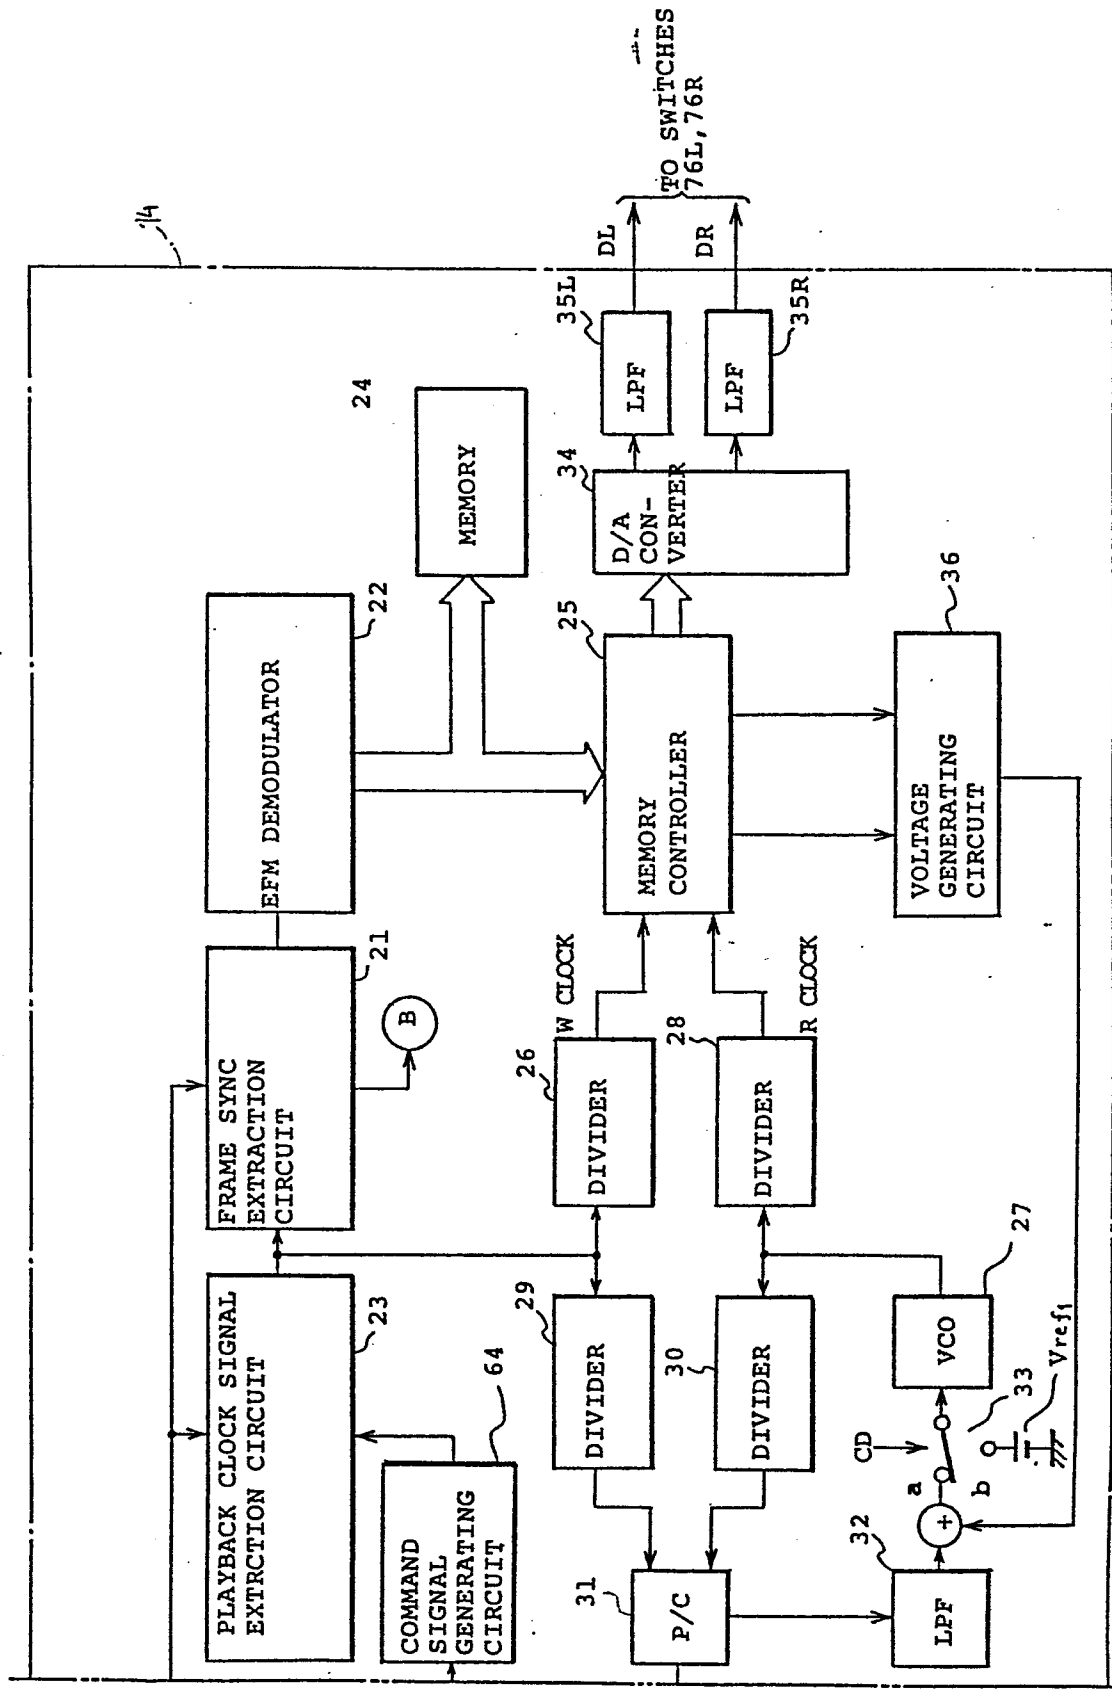 14
PLAYBACK CLOCK SIGNAL
EXTRCTION CIRCUIT
23
FRAME SYNC
EXTRACTION
CIRCUIT
21
EFM DEMODULATOR
22
B
COMMAND
SIGNAL
GENERATING
CIRCUIT
64
MEMORY
24
DIVIDER
29
DIVIDER
26
W CLOCK
MEMORY
CONTROLLER
25
D/A
CON-
VERTER
34
LPF
35L
DL
LPF
35R
DR
TO SWITCHES
76L,76R
P/C
31
DIVIDER
30
DIVIDER
28
R CLOCK
LPF
32
+
a
b
CD
33
Vref1
VCO
27
VOLTAGE
GENERATING
CIRCUIT
36